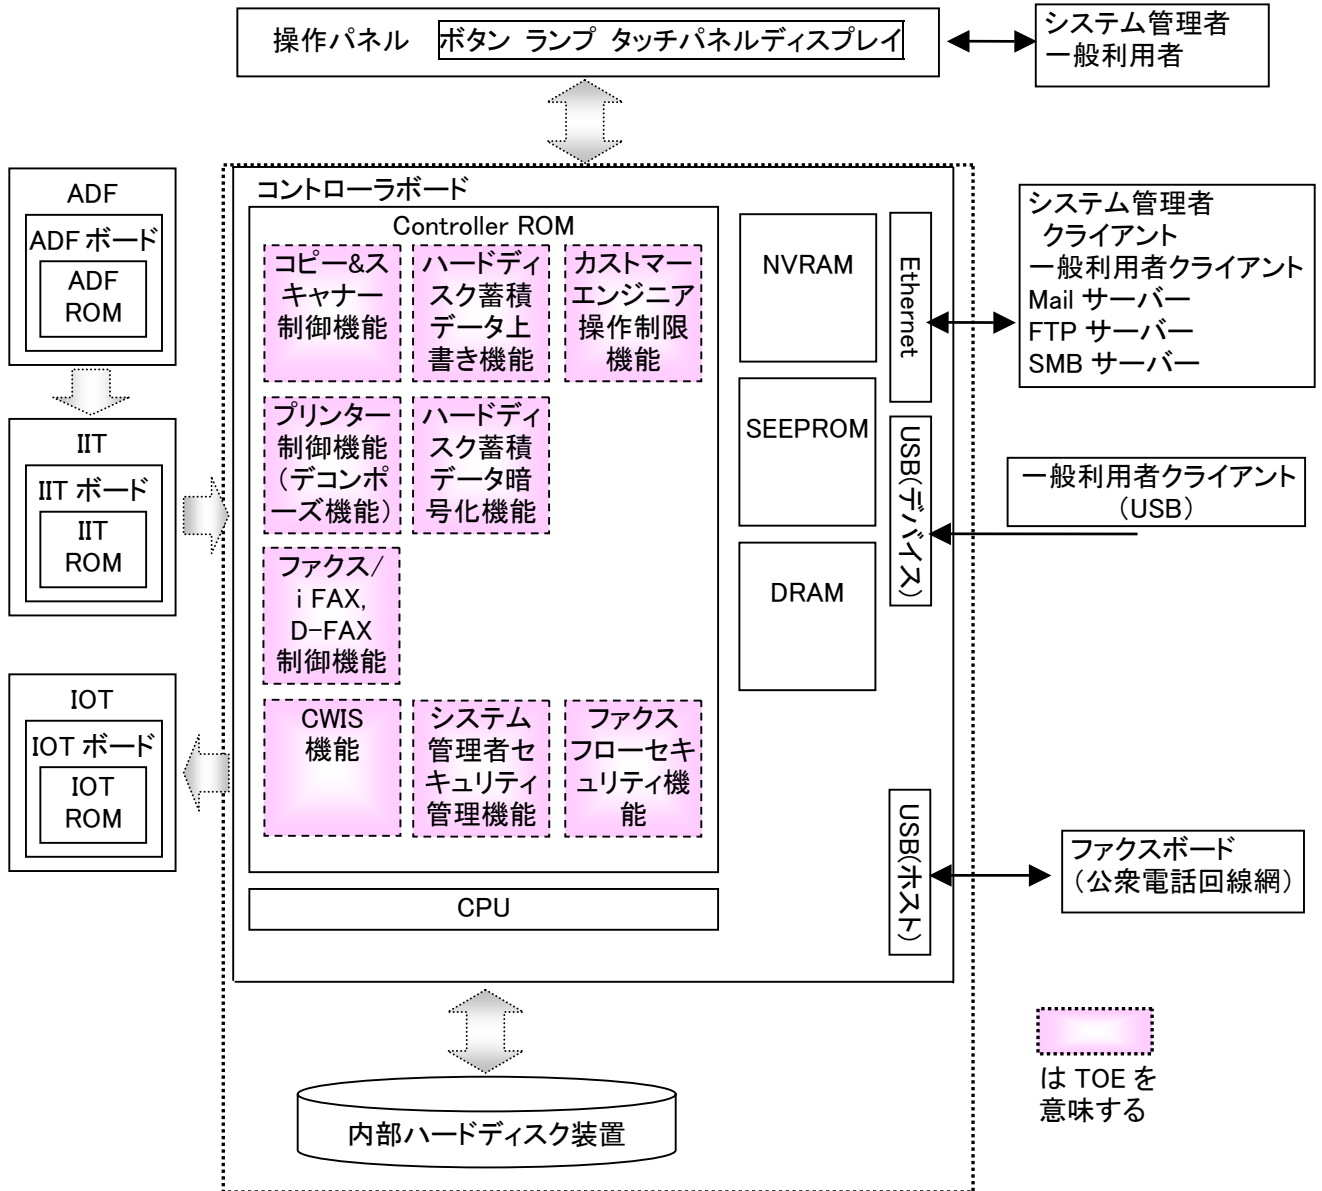 操作パネル ボタン ランプ タッチパネルディスプレイ
システム管理者
一般利用者
ADF
ADF ボード
ADF
ROM
IIT
IIT ボード
IIT
ROM
IOT
IOT ボード
IOT
ROM
コントローラボード
Controller ROM
コピー&ス
キャナー
制御機能
ハードディ
スク蓄積
データ上
書き機能
カストマー
エンジニア
操作制限
機能
プリンター
制御機能
(デコンポ
ーズ機能)
ハードディ
スク蓄積
データ暗
号化機能
ファクス/
i FAX,
D-FAX
制御機能
CWIS
機能
システム
管理者セ
キュリティ
管理機能
ファクス
フローセキ
ュリティ機
能
CPU
NVRAM
SEEPROM
DRAM
Ethernet
USB(デバイス)
USB(ホスト)
システム管理者
クライアント
一般利用者クライアント
Mail サーバー
FTP サーバー
SMB サーバー
一般利用者クライアント
(USB)
ファクスボード
(公衆電話回線網)
内部ハードディスク装置
は TOE を
意味する